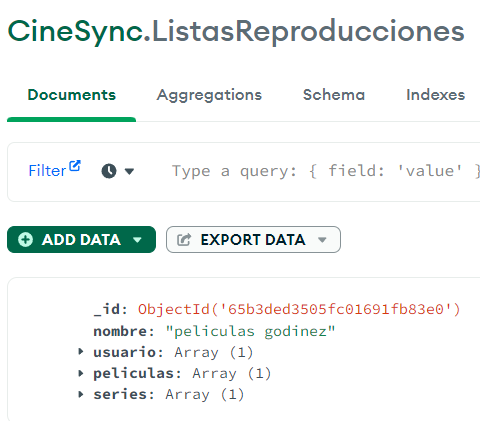 CineSync.ListasReproducciones
Documents Aggregations Schema Indexes
Filter Type a query: { field: 'value' }
ADD DATA EXPORT DATA
_id: ObjectId('65b3ded3505fc01691fb83e0')
nombre: "peliculas godinez"
usuario: Array (1)
peliculas: Array (1)
series: Array (1)